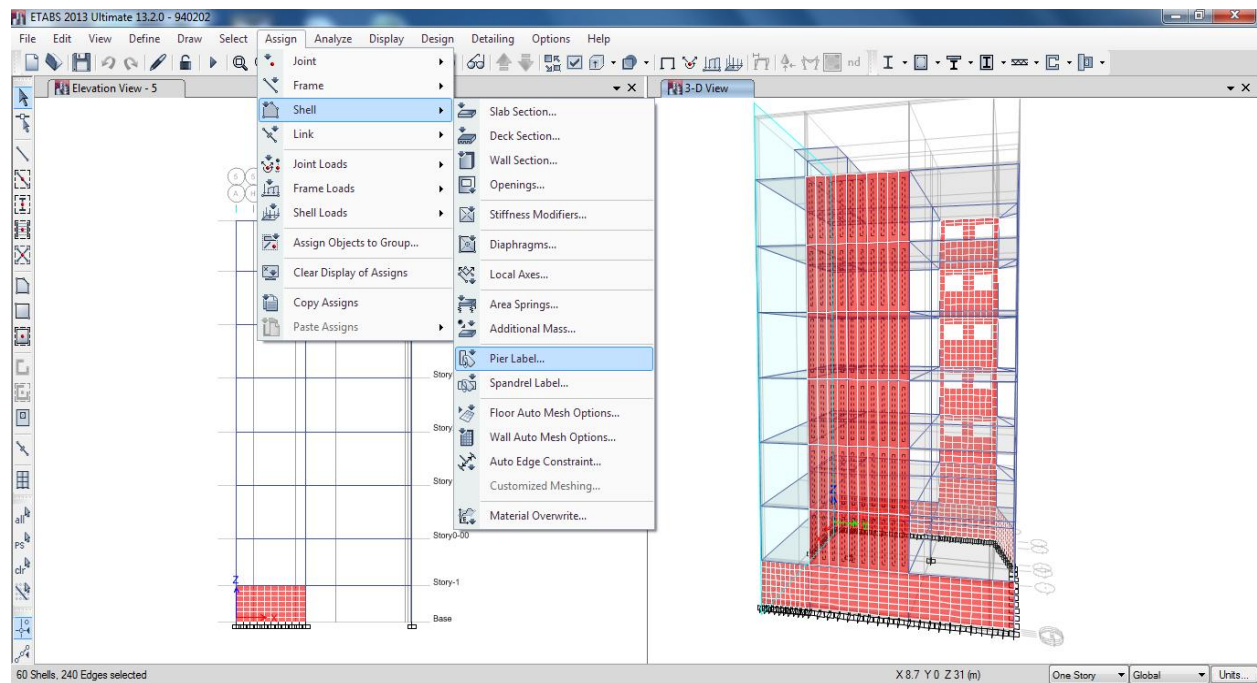 ETABS 2013 Ultimate 13.2.0 - 940202
File Edit View Define Draw Select Assign Analyze Display Design Detailing Options Help
nd
Elevation View - 5
3-D View
Joint
Frame
Shell
Link
Joint Loads
Frame Loads
Shell Loads
Assign Objects to Group...
Clear Display of Assigns
Copy Assigns
Paste Assigns
Slab Section...
Deck Section...
Wall Section...
Openings...
Stiffness Modifiers...
Diaphragms...
Local Axes...
Area Springs...
Additional Mass...
Pier Label...
Spandrel Label...
Floor Auto Mesh Options...
Wall Auto Mesh Options...
Auto Edge Constraint...
Customized Meshing...
Material Overwrite...
all
PS
clr
Story
Story
Story
Story0-00
Story-1
Base
Z
X
Z
60 Shells, 240 Edges selected
X 8.7 Y 0 Z 31 (m)
One Story
Global
Units...